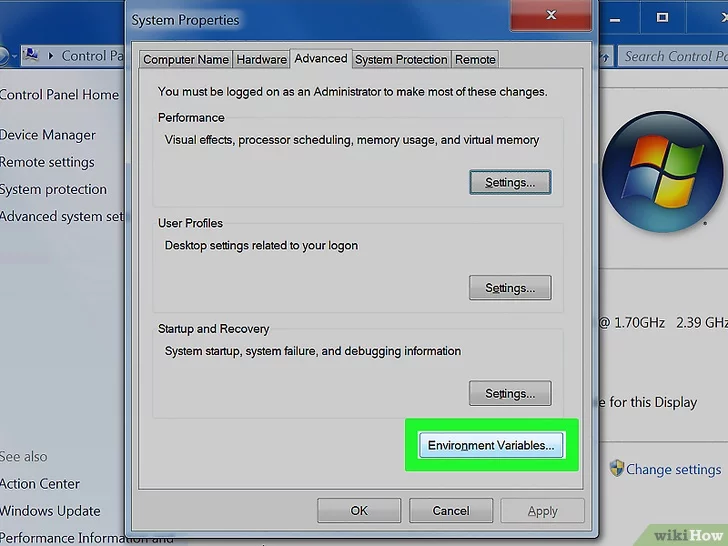 System Properties
Control Pa
Search Control Pa
Computer Name
Hardware
Advanced
System Protection
Remote
Control Panel Home
Device Manager
Remote settings
System protection
Advanced system set
You must be logged on as an Administrator to make most of these changes.
Performance
Visual effects, processor scheduling, memory usage, and virtual memory
Settings...
User Profiles
Desktop settings related to your logon
Settings...
Startup and Recovery
System startup, system failure, and debugging information
Settings...
Environment Variables...
OK
Cancel
Apply
@ 1.70GHz 2.39 GH
e for this Display
Change settings
See also
Action Center
Windows Update
Performance Information and
wikiHow